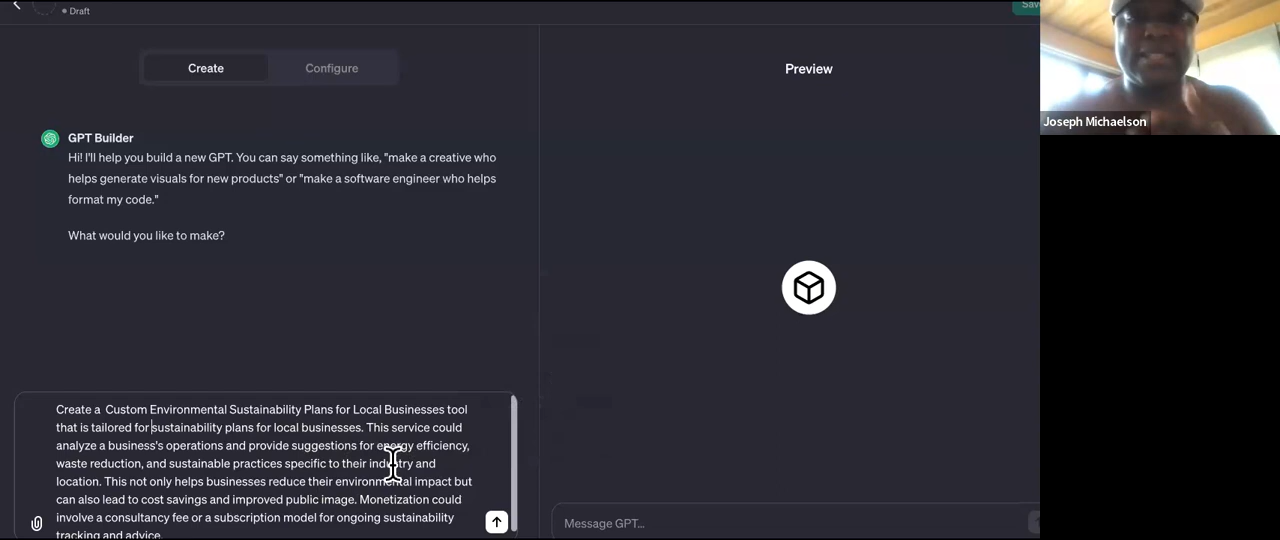 Draft
Save
Create
Configure
Preview
GPT Builder
Hi! I'll help you build a new GPT. You can say something like, "make a creative who
helps generate visuals for new products" or "make a software engineer who helps
format my code."
What would you like to make?
Joseph Michaelson
Create a  Custom Environmental Sustainability Plans for Local Businesses tool
that is tailored for sustainability plans for local businesses. This service could
analyze a business's operations and provide suggestions for energy efficiency,
waste reduction, and sustainable practices specific to their industry and
location. This not only helps businesses reduce their environmental impact but
can also lead to cost savings and improved public image. Monetization could
involve a consultancy fee or a subscription model for ongoing sustainability
tracking and advice.
Message GPT...